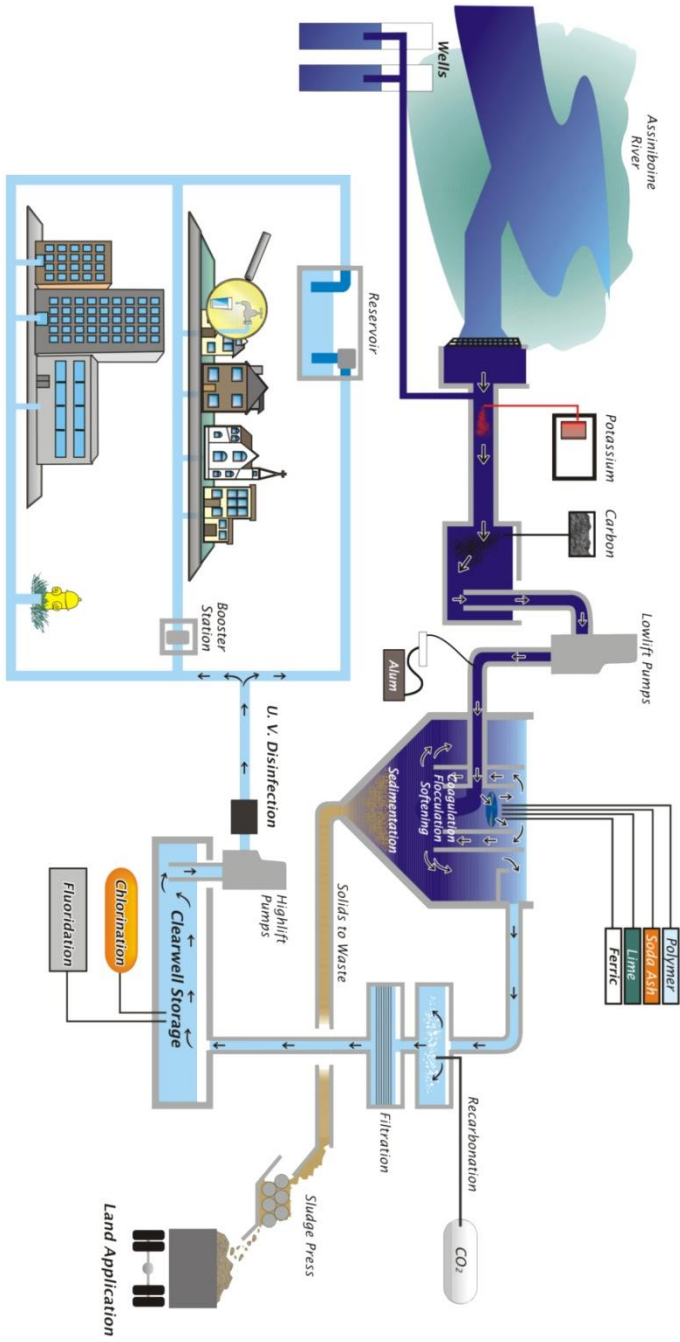 Assiniboine
River
Wells
Potassium
Carbon
Lowlift Pumps
Alum
Polymer
Soda Ash
Lime
Ferric
Coagulation
Flocculation
Softening
Sedimentation
Reservoir
Booster
Station
U. V. Disinfection
Highlift
Pumps
Solids to Waste
Chlorination
Fluoridation
Clearwell Storage
Filtration
Recarbonation
CO₂
Sludge Press
Land Application